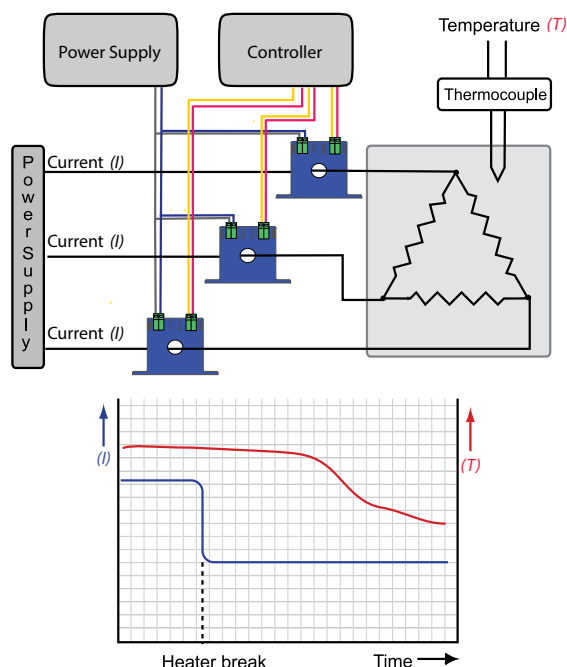 Temperature (T)
Power Supply
Controller
Thermocouple
Power Supply
Current (I)
Current (I)
Current (I)
(I)
(T)
Heater break
Time